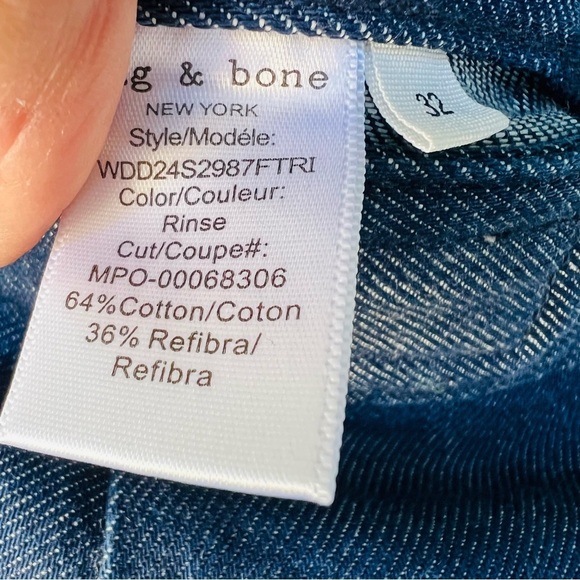 & bone
NEW YORK
Style/Modéle:
WDD24S2987FTRI
Color/Couleur:
Rinse
Cut/Coupe#:
MPO-00068306
64%Cotton/Coton
36% Refibra/
Refibra
32